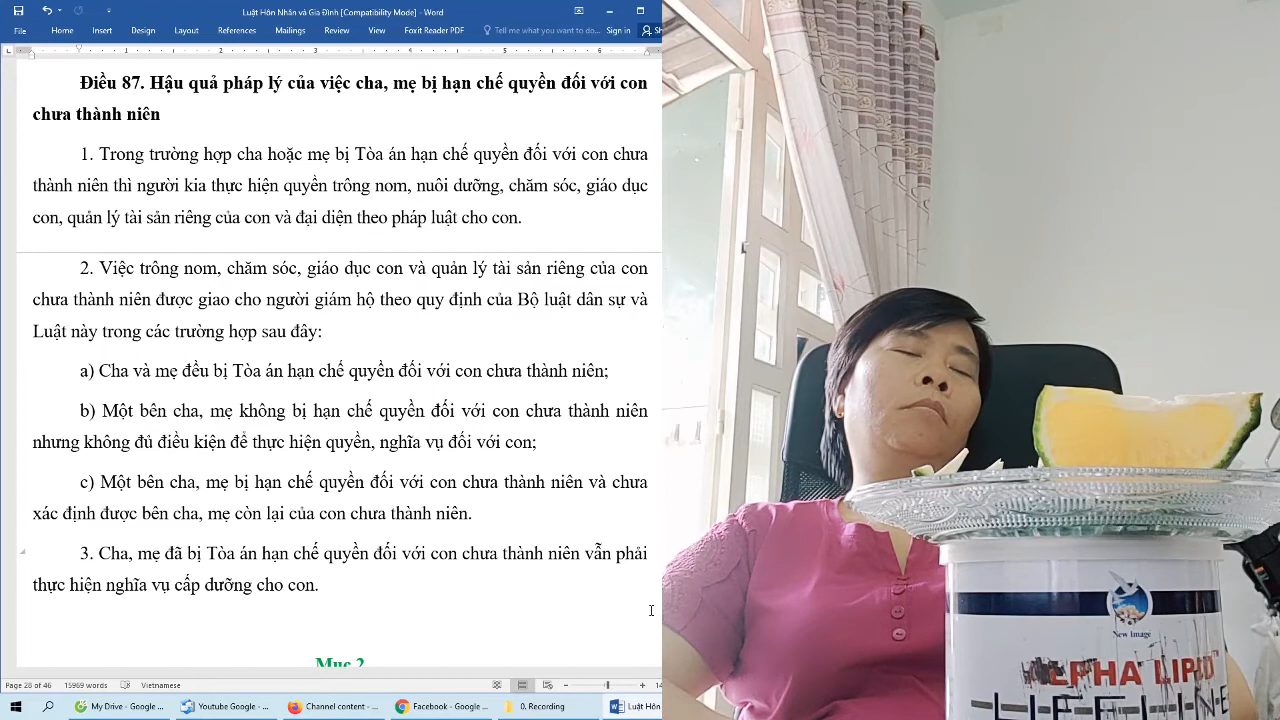 Luật Hôn Nhân và Gia Đình [Compatibility Mode] - Word
File Home Insert Design Layout References Mailings Review View Foxit Reader PDF Tell me what you want to do... Sign in
Điều 87. Hậu quả pháp lý của việc cha, mẹ bị hạn chế quyền đối với con
chưa thành niên
1. Trong trường hợp cha hoặc mẹ bị Tòa án hạn chế quyền đối với con chưa
thành niên thì người kia thực hiện quyền trông nom, nuôi dưỡng, chăm sóc, giáo dục
con, quản lý tài sản riêng của con và đại diện theo pháp luật cho con.
2. Việc trông nom, chăm sóc, giáo dục con và quản lý tài sản riêng của con
chưa thành niên được giao cho người giám hộ theo quy định của Bộ luật dân sự và
Luật này trong các trường hợp sau đây:
a) Cha và mẹ đều bị Tòa án hạn chế quyền đối với con chưa thành niên;
b) Một bên cha, mẹ không bị hạn chế quyền đối với con chưa thành niên
nhưng không đủ điều kiện để thực hiện quyền, nghĩa vụ đối với con;
c) Một bên cha, mẹ bị hạn chế quyền đối với con chưa thành niên và chưa
xác định được bên cha, mẹ còn lại của con chưa thành niên.
3. Cha, mẹ đã bị Tòa án hạn chế quyền đối với con chưa thành niên vẫn phải
thực hiện nghĩa vụ cấp dưỡng cho con.
Mục 2
Page 28 of 46 15969 words Vietnamese
My Drive - Google... Youtube Google - ... Facebook - Google... 0. Recording Luật Hôn
New image
ALPHA LIPID
LIFELINE